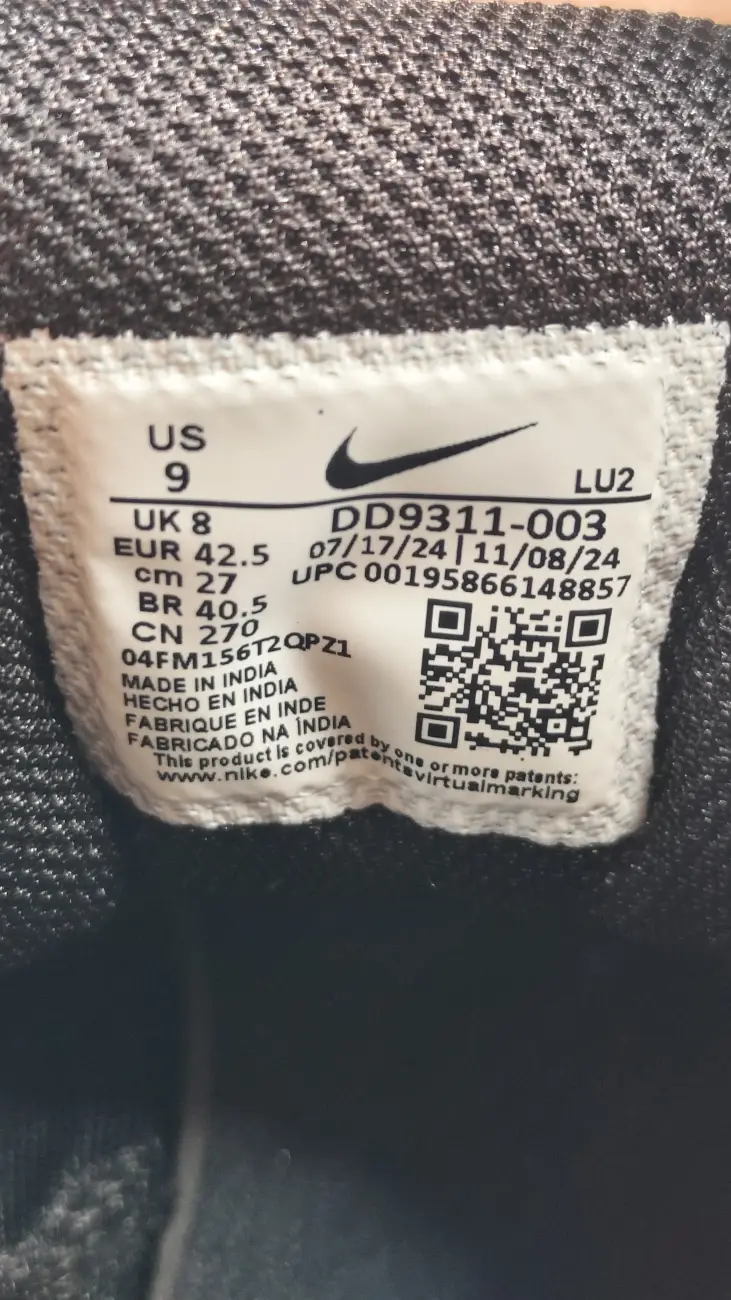 US
9
LU2
UK 8
EUR 42.5
cm 27
BR 40.5
CN 270
DD9311-003
07/17/24 | 11/08/24
UPC 00195866148857
04FM156T2QPZ1
MADE IN INDIA
HECHO EN INDIA
FABRIQUE EN INDE
FABRICADO NA ÍNDIA
This product is covered by one or more patents:
www.nike.com/patentsvirtualmarking